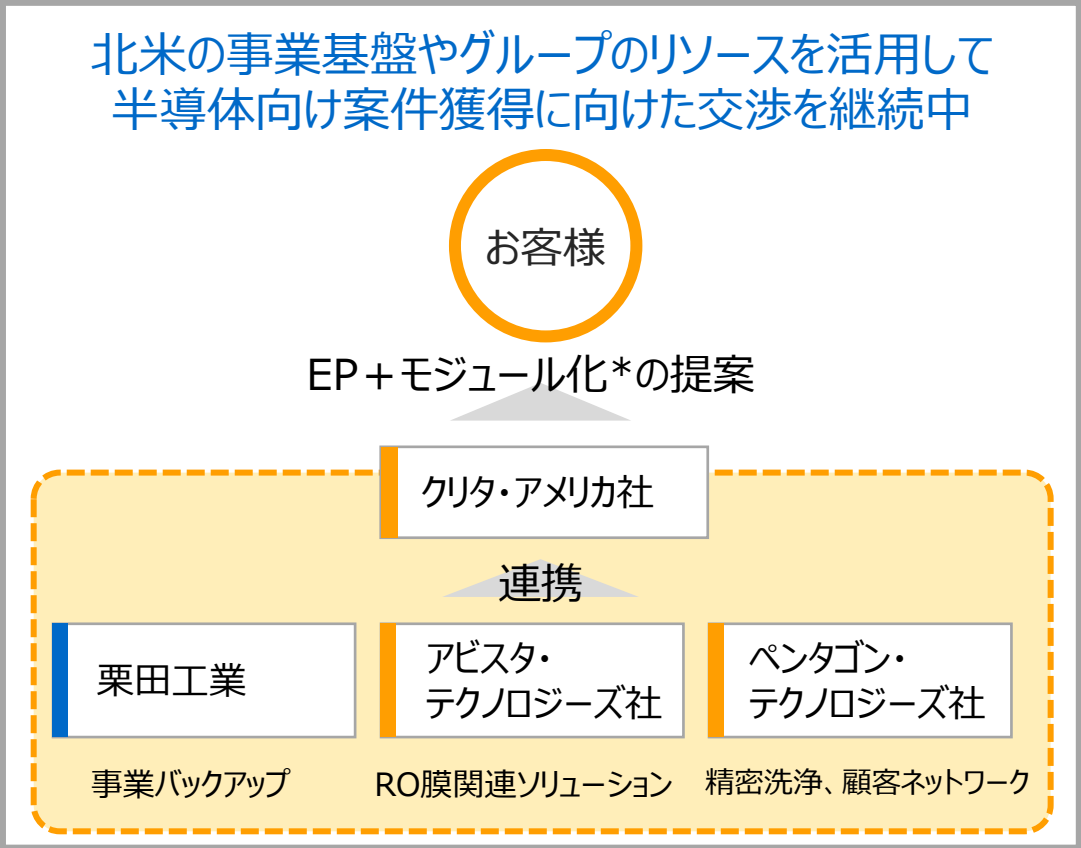 北米の事業基盤やグループのリソースを活用して
半導体向け案件獲得に向けた交渉を継続中
お客様
EP＋モジュール化*の提案
クリタ・アメリカ社
連携
栗田工業
アビスタ・
テクノロジーズ社
ペンタゴン・
テクノロジーズ社
事業バックアップ
RO膜関連ソリューション
精密洗浄、顧客ネットワーク